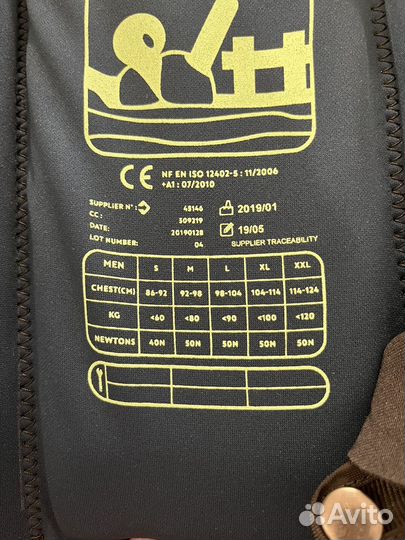 CE NF EN ISO 12402-5 : 11/2006
+A1 : 07/2010
SUPPLIER N° : 45146 2019/01
CC : 309219
DATE: 20190128 19/05
LOT NUMBER: 04 SUPPLIER TRACEABILITY
MEN S M L XL XXL
CHEST(CM) 86-92 92-98 98-104 104-114 114-124
KG <60 <80 <90 <100 <120
NEWTONS 40N 50N 50N 50N 50N
Avito